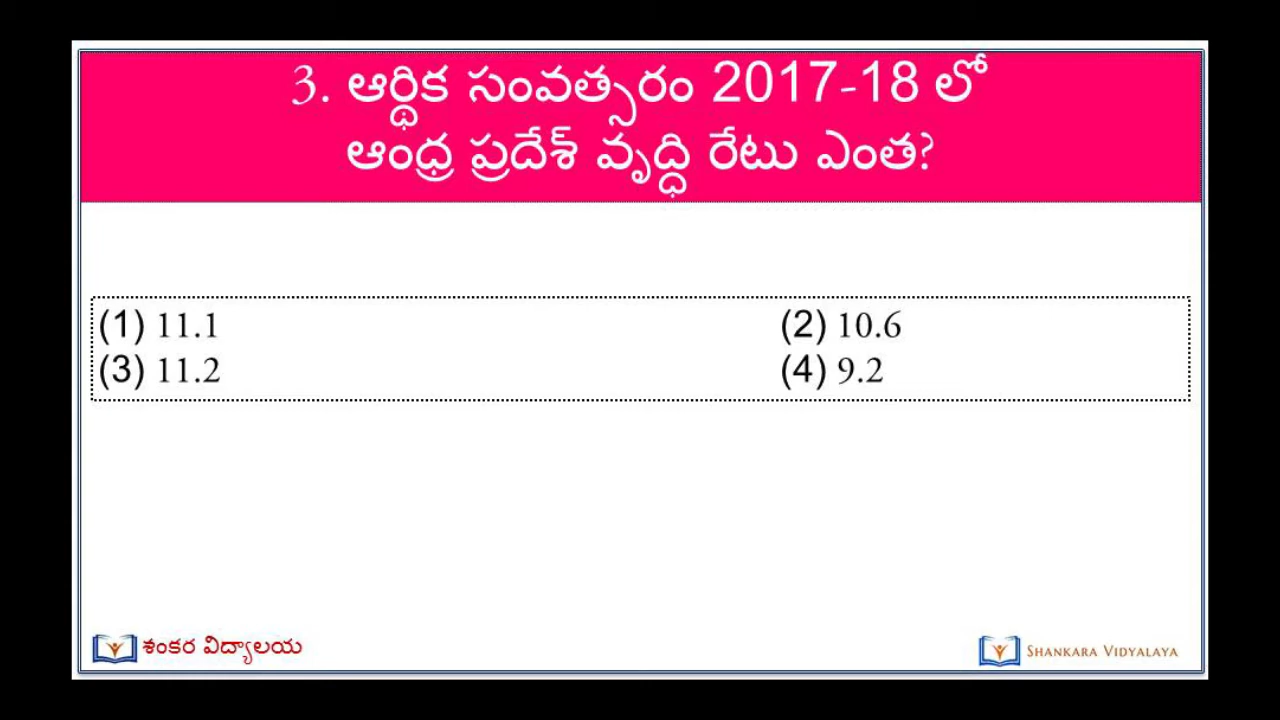 3. ఆర్థిక సంవత్సరం 2017-18 లో
ఆంధ్ర ప్రదేశ్ వృద్ధి రేటు ఎంత?
(1) 11.1 (2) 10.6
(3) 11.2 (4) 9.2
శంకర విద్యాలయ SHANKARA VIDYALAYA